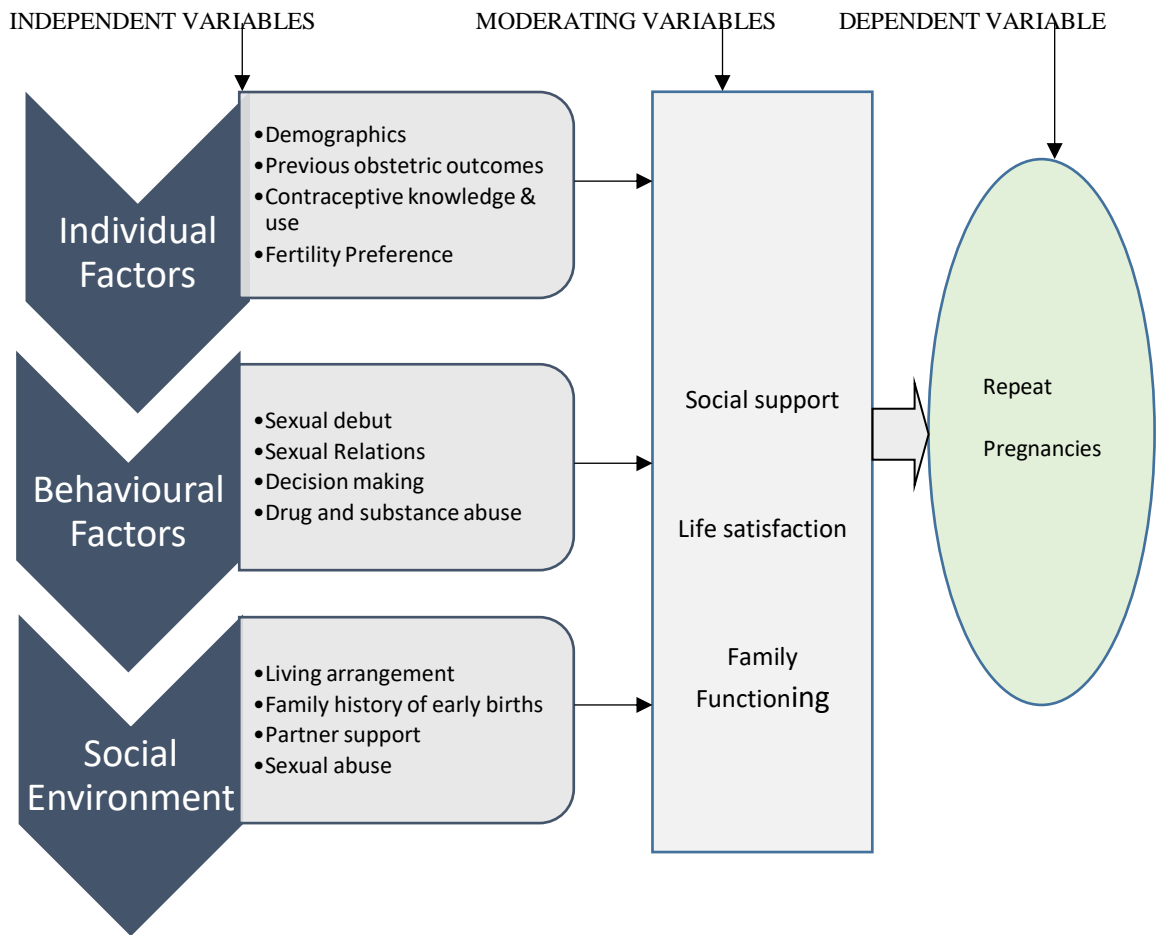 INDEPENDENT VARIABLES
MODERATING VARIABLES
DEPENDENT VARIABLE
Individual
Factors
•Demographics
•Previous obstetric outcomes
•Contraceptive knowledge &
use
•Fertility Preference
Behavioural
Factors
•Sexual debut
•Sexual Relations
•Decision making
•Drug and substance abuse
Social
Environment
•Living arrangement
•Family history of early births
•Partner support
•Sexual abuse
Social support
Life satisfaction
Family
Functioning
Repeat
Pregnancies